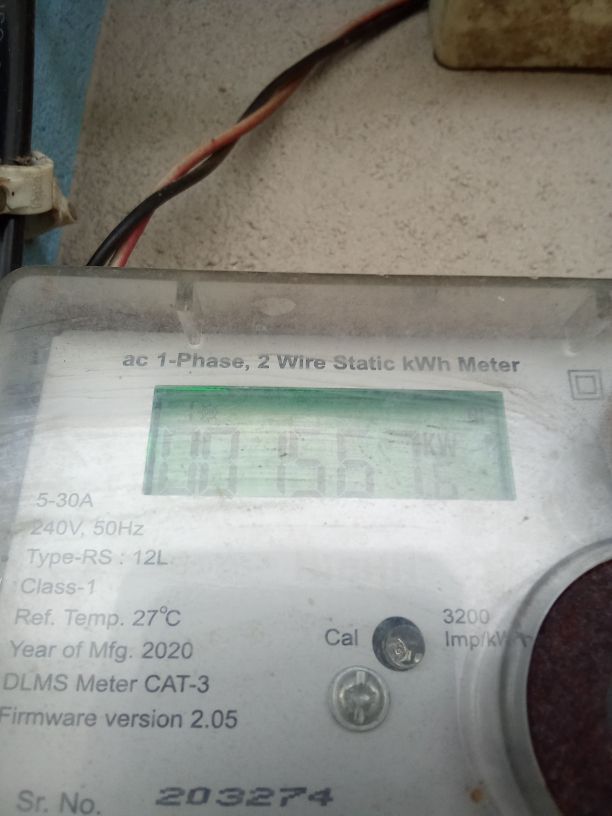 ac 1-Phase, 2 Wire Static kWh Meter
5-30A
240V, 50Hz
Type-RS : 12L
Class-1
Ref. Temp. 27°C
Year of Mfg. 2020
DLMS Meter CAT-3
Firmware version 2.05
Cal
3200
Sr. No. 203274